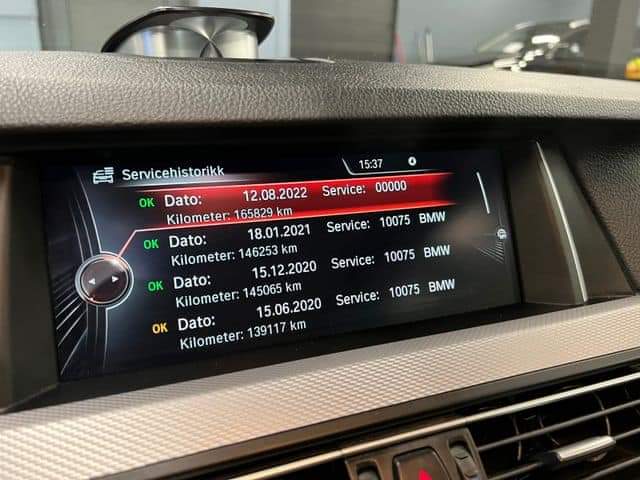 Servicehistorikk 15:37
OK Dato: 12.08.2022 Service: 00000
Kilometer: 165829 km
OK Dato: 18.01.2021 Service: 10075 BMW
Kilometer: 146253 km
OK Dato: 15.12.2020 Service: 10075 BMW
Kilometer: 145065 km
OK Dato: 15.06.2020 Service: 10075 BMW
Kilometer: 139117 km